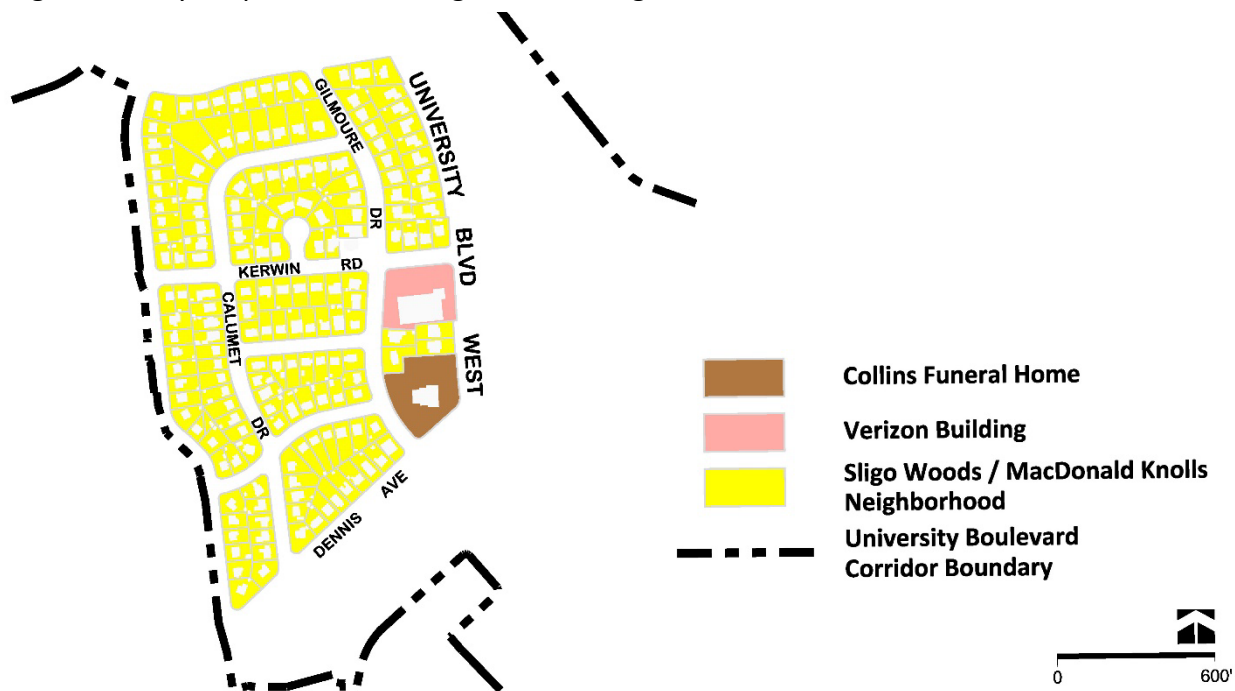 GILMOURE
DR
UNIVERSITY
BLVD
WEST
KERWIN RD
CALUMET
DR
DENNIS AVE
Collins Funeral Home
Verizon Building
Sligo Woods / MacDonald Knolls
Neighborhood
University Boulevard
Corridor Boundary
0 600'